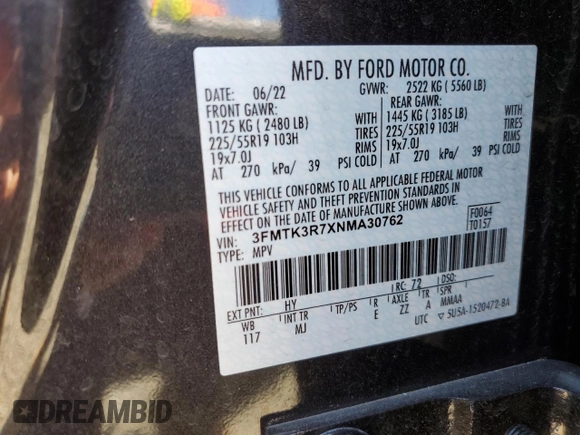 MFD. BY FORD MOTOR CO.
DATE: 06/22 GVWR: 2522 KG ( 5560 LB)
FRONT GAWR: REAR GAWR:
1125 KG ( 2480 LB) WITH 1445 KG ( 3185 LB) WITH
225/55R19 103H TIRES 225/55R19 103H TIRES
19x7.0J RIMS 19x7.0J RIMS
AT 270 kPa/ 39 PSI COLD AT 270 kPa/ 39 PSI COLD
THIS VEHICLE CONFORMS TO ALL APPLICABLE FEDERAL MOTOR
VEHICLE SAFETY AND THEFT PREVENTION STANDARDS IN
EFFECT ON THE DATE OF MANUFACTURE SHOWN ABOVE.
VIN: 3FMTK3R7XNMA30762 F0064
TYPE: MPV T0157
EXT PNT: HY RC: 72 DSO:
WB INT TR TP/PS R AXLE TR SPR
117 MJ E ZZ A MMAA
UTC ▽ 5U5A-1520472-BA
DREAMBID